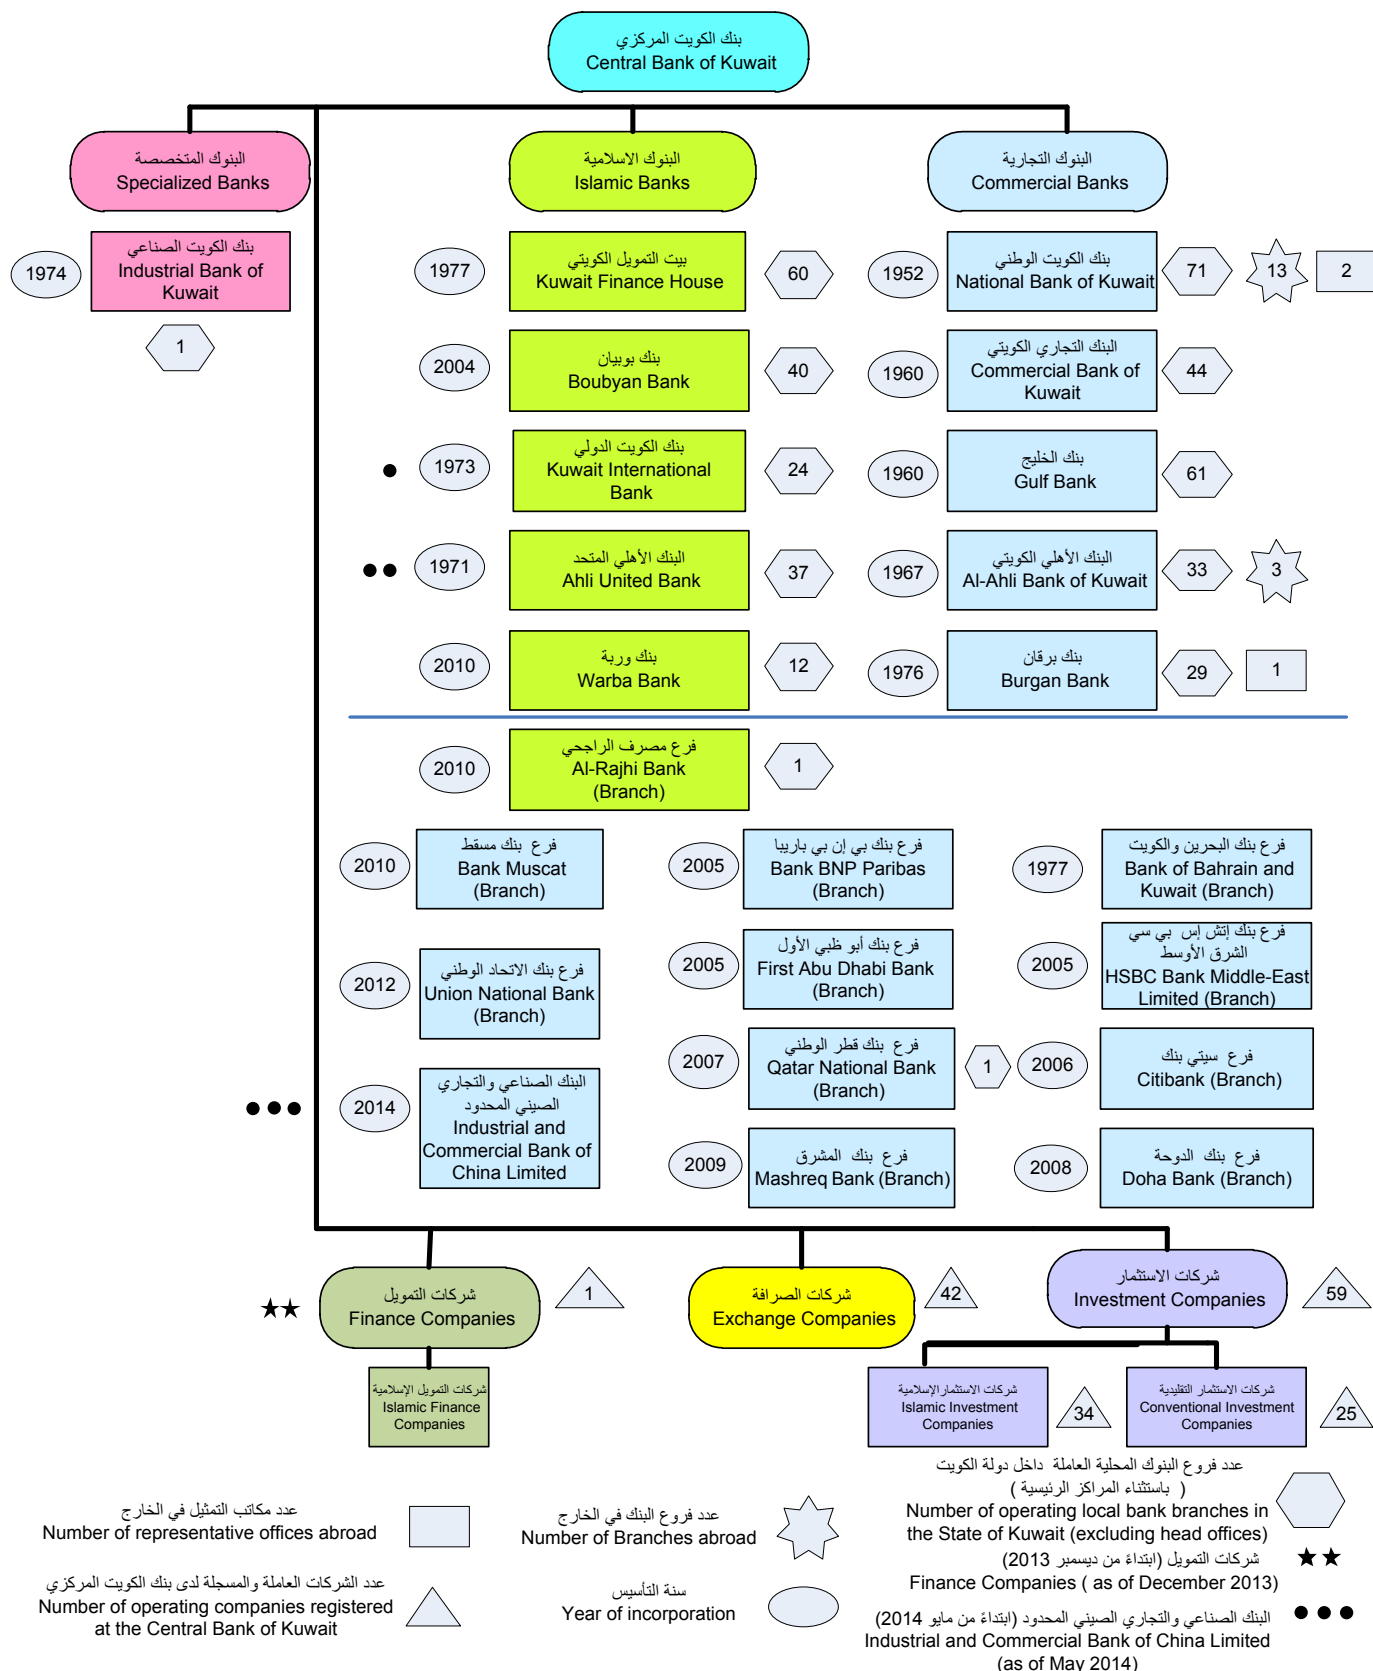 بنك الكويت المركزي
Central Bank of Kuwait
البنوك المتخصصة
Specialized Banks
البنوك الاسلامية
Islamic Banks
البنوك التجارية
Commercial Banks
1974
بنك الكويت الصناعي
Industrial Bank of
Kuwait
1
1977
بيت التمويل الكويتي
Kuwait Finance House
60
1952
بنك الكويت الوطني
National Bank of Kuwait
71
13
2
2004
بنك بوبيان
Boubyan Bank
40
1960
البنك التجاري الكويتي
Commercial Bank of
Kuwait
44
1973
بنك الكويت الدولي
Kuwait International
Bank
24
1960
بنك الخليج
Gulf Bank
61
1971
البنك الأهلي المتحد
Ahli United Bank
37
1967
البنك الأهلي الكويتي
Al-Ahli Bank of Kuwait
33
3
2010
بنك وربة
Warba Bank
12
1976
بنك برقان
Burgan Bank
29
1
2010
فرع مصرف الراجحي
Al-Rajhi Bank
(Branch)
1
2010
فرع بنك مسقط
Bank Muscat
(Branch)
2005
فرع بنك بي إن بي باريبا
Bank BNP Paribas
(Branch)
1977
فرع بنك البحرين والكويت
Bank of Bahrain and
Kuwait (Branch)
2012
فرع بنك الاتحاد الوطني
Union National Bank
(Branch)
2005
فرع بنك أبو ظبي الأول
First Abu Dhabi Bank
(Branch)
2005
فرع بنك إتش إس بي سي
الشرق الأوسط
HSBC Bank Middle-East
Limited (Branch)
2007
فرع بنك قطر الوطني
Qatar National Bank
(Branch)
1
2006
فرع سيتي بنك
Citibank (Branch)
2014
البنك الصناعي والتجاري
الصيني المحدود
Industrial and
Commercial Bank of
China Limited
2009
فرع بنك المشرق
Mashreq Bank (Branch)
2008
فرع بنك الدوحة
Doha Bank (Branch)
شركات التمويل
Finance Companies
1
شركات الصرافة
Exchange Companies
42
شركات الاستثمار
Investment Companies
59
شركات التمويل الإسلامية
Islamic Finance
Companies
شركات الاستثمار الإسلامية
Islamic Investment
Companies
34
شركات الاستثمار التقليدية
Conventional Investment
Companies
25
عدد مكاتب التمثيل في الخارج
Number of representative offices abroad
عدد فروع البنك في الخارج
Number of Branches abroad
عدد فروع البنوك المحلية العاملة داخل دولة الكويت
( باستثناء المراكز الرئيسية )
Number of operating local bank branches in
the State of Kuwait (excluding head offices)
شركات التمويل (ابتداءً من ديسمبر 2013)
Finance Companies ( as of December 2013)
عدد الشركات العاملة والمسجلة لدى بنك الكويت المركزي
Number of operating companies registered
at the Central Bank of Kuwait
سنة التأسيس
Year of incorporation
البنك الصناعي والتجاري الصيني المحدود (ابتداءً من مايو 2014)
Industrial and Commercial Bank of China Limited
(as of May 2014)